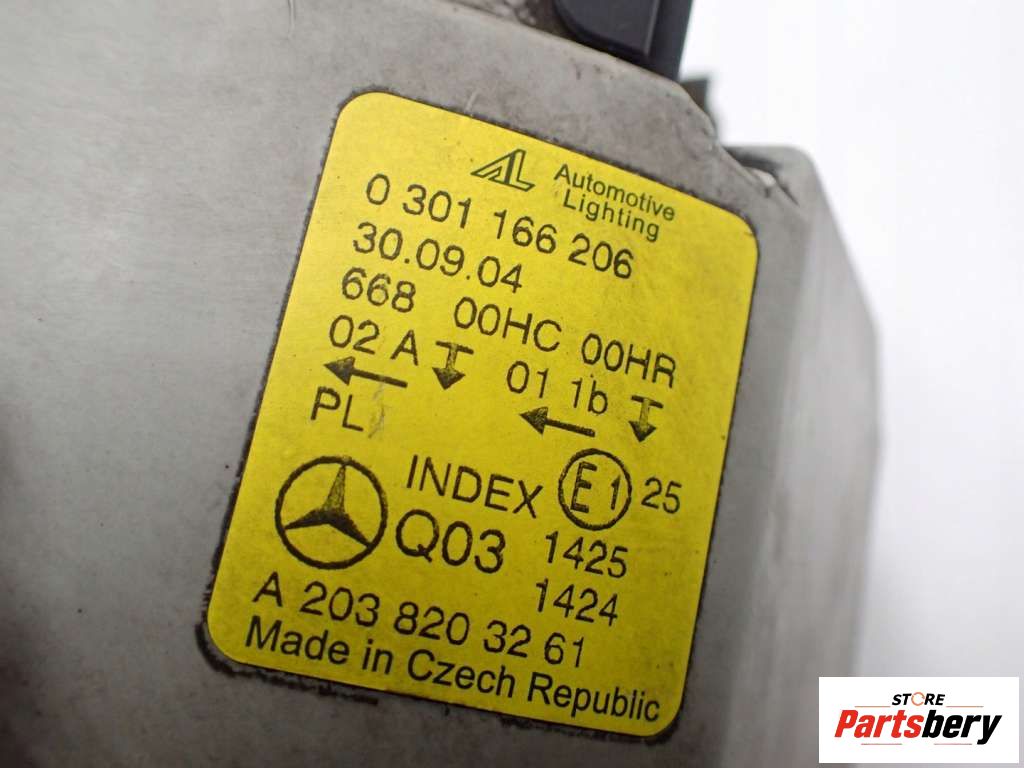 AL Automotive
Lighting
0 301 166 206
30.09.04
668 00HC 00HR
02 A 01 1b
PL
INDEX E1 25
Q03 1425
1424
A 203 820 32 61
Made in Czech Republic
STORE
Partsbery